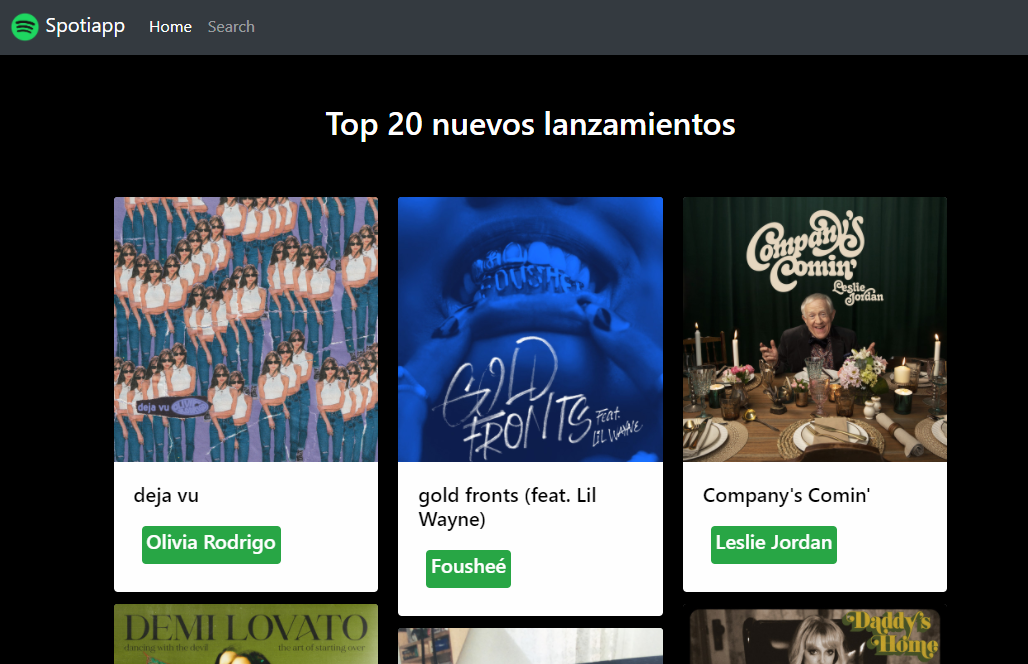 Spotiapp Home Search
Top 20 nuevos lanzamientos
deja vu
FOUSHEÉ
GOLD
FRONTS FEAT.
LIL WAYNE
Company's
Comin'
Leslie
Jordan
deja vu
Olivia Rodrigo
gold fronts (feat. Lil
Wayne)
Fousheé
Company's Comin'
Leslie Jordan
DEMI LOVATO
dancing with the devil the art of starting over
Daddy's
Home